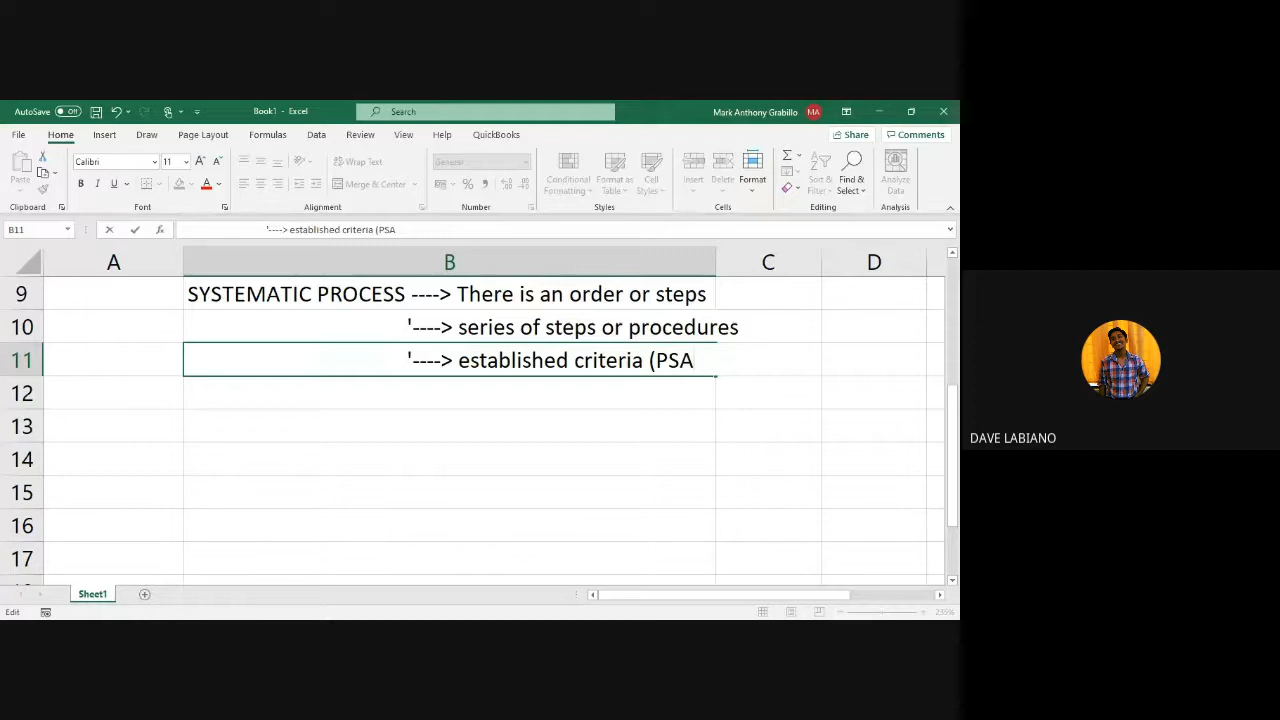 AutoSave Off Book1 - Excel Search Mark Anthony Grabillo MA
File Home Insert Draw Page Layout Formulas Data Review View Help QuickBooks Share Comments
Calibri 11 Wrap Text General
Paste B I U Merge & Center Conditional Formatting Format as Table Cell Styles Insert Delete Format Sort & Filter Find & Select Analyze Data
Clipboard Font Alignment Number Styles Cells Editing Analysis
B11 fx '----> established criteria (PSA
A B C D
9 SYSTEMATIC PROCESS ----> There is an order or steps
10 '----> series of steps or procedures
11 '----> established criteria (PSA
12
13
14
15
16
17
Sheet1
Edit 235%
DAVE LABIANO